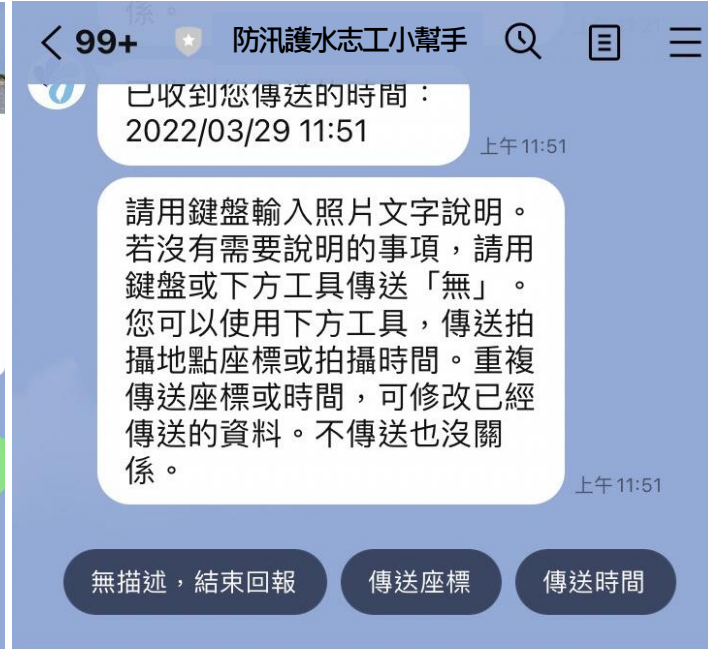 99+ 防汛護水志工小幫手
已收到您傳送的時間：
2022/03/29 11:51
上午11:51
請用鍵盤輸入照片文字說明。
若沒有需要說明的事項，請用
鍵盤或下方工具傳送「無」。
您可以使用下方工具，傳送拍
攝地點座標或拍攝時間。重複
傳送座標或時間，可修改已經
傳送的資料。不傳送也沒關
係。
上午11:51
無描述，結束回報
傳送座標
傳送時間